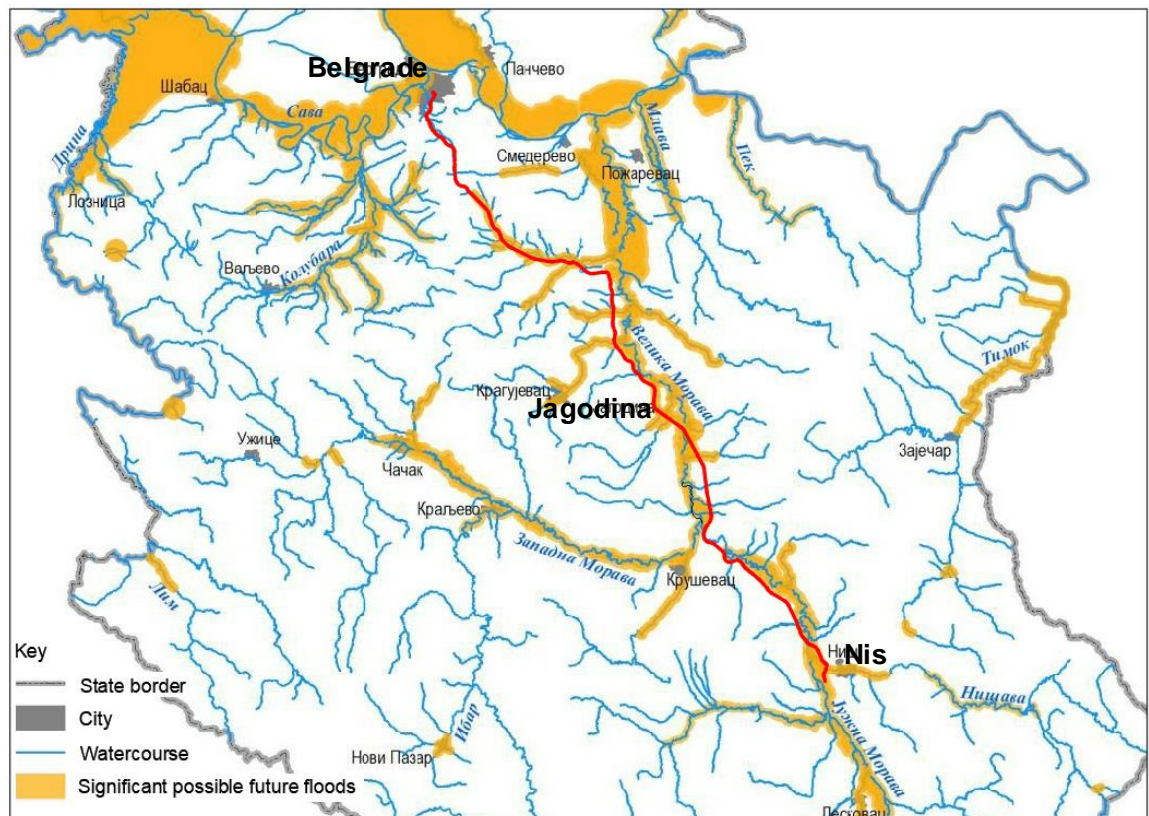 Belgrade
Панчево
Шабац
Сава
Млава
Пек
Дрина
Смедерево
Пожаревац
Лозница
Колубара
Ваљево
Тимок
Велика Морава
Крагујевац
Jagodina
Ужице
Чачак
Зајечар
Краљево
Западна Морава
Крушевац
Лим
Nis
Нишава
Ибар
Јужна Морава
Нови Пазар
Лесковац
Key
State border
City
Watercourse
Significant possible future floods